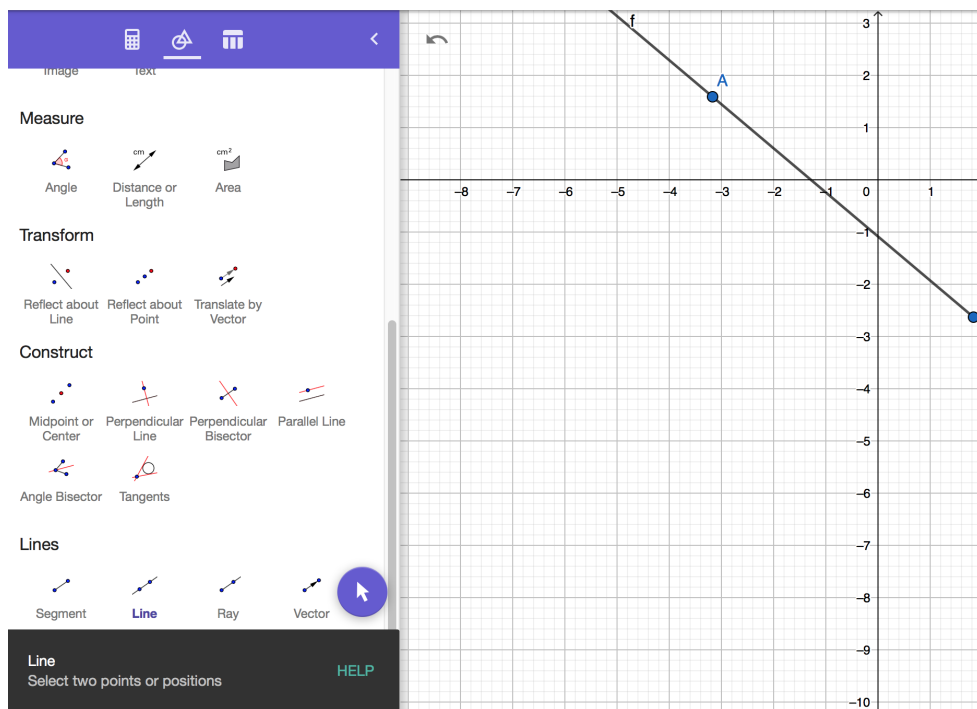 Image Text
Measure
cm
cm²
Angle
Distance or
Length
Area
Transform
Reflect about
Line
Reflect about
Point
Translate by
Vector
Construct
Midpoint or
Center
Perpendicular
Line
Perpendicular
Bisector
Parallel Line
Angle Bisector
Tangents
Lines
Segment
Line
Ray
Vector
Line
Select two points or positions
HELP
f
A
3
2
1
-8 -7 -6 -5 -4 -3 -2 -1 0 1
-1
-2
-3
-4
-5
-6
-7
-8
-9
-10